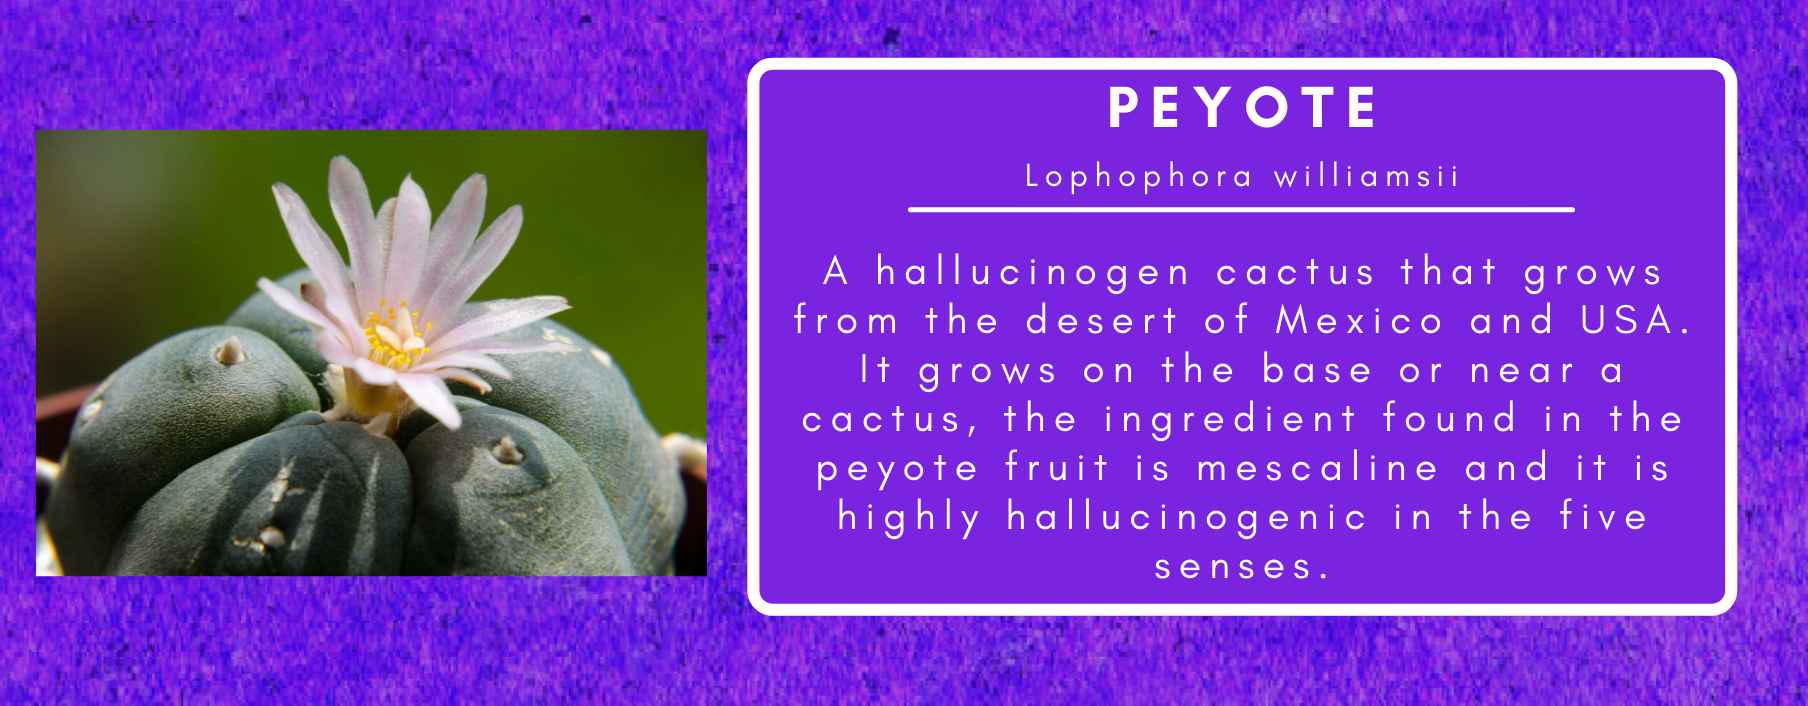 PEYOTE
Lophophora williamsii
A hallucinogen cactus that grows
from the desert of Mexico and USA.
It grows on the base or near a
cactus, the ingredient found in the
peyote fruit is mescaline and it is
highly hallucinogenic in the five
senses.